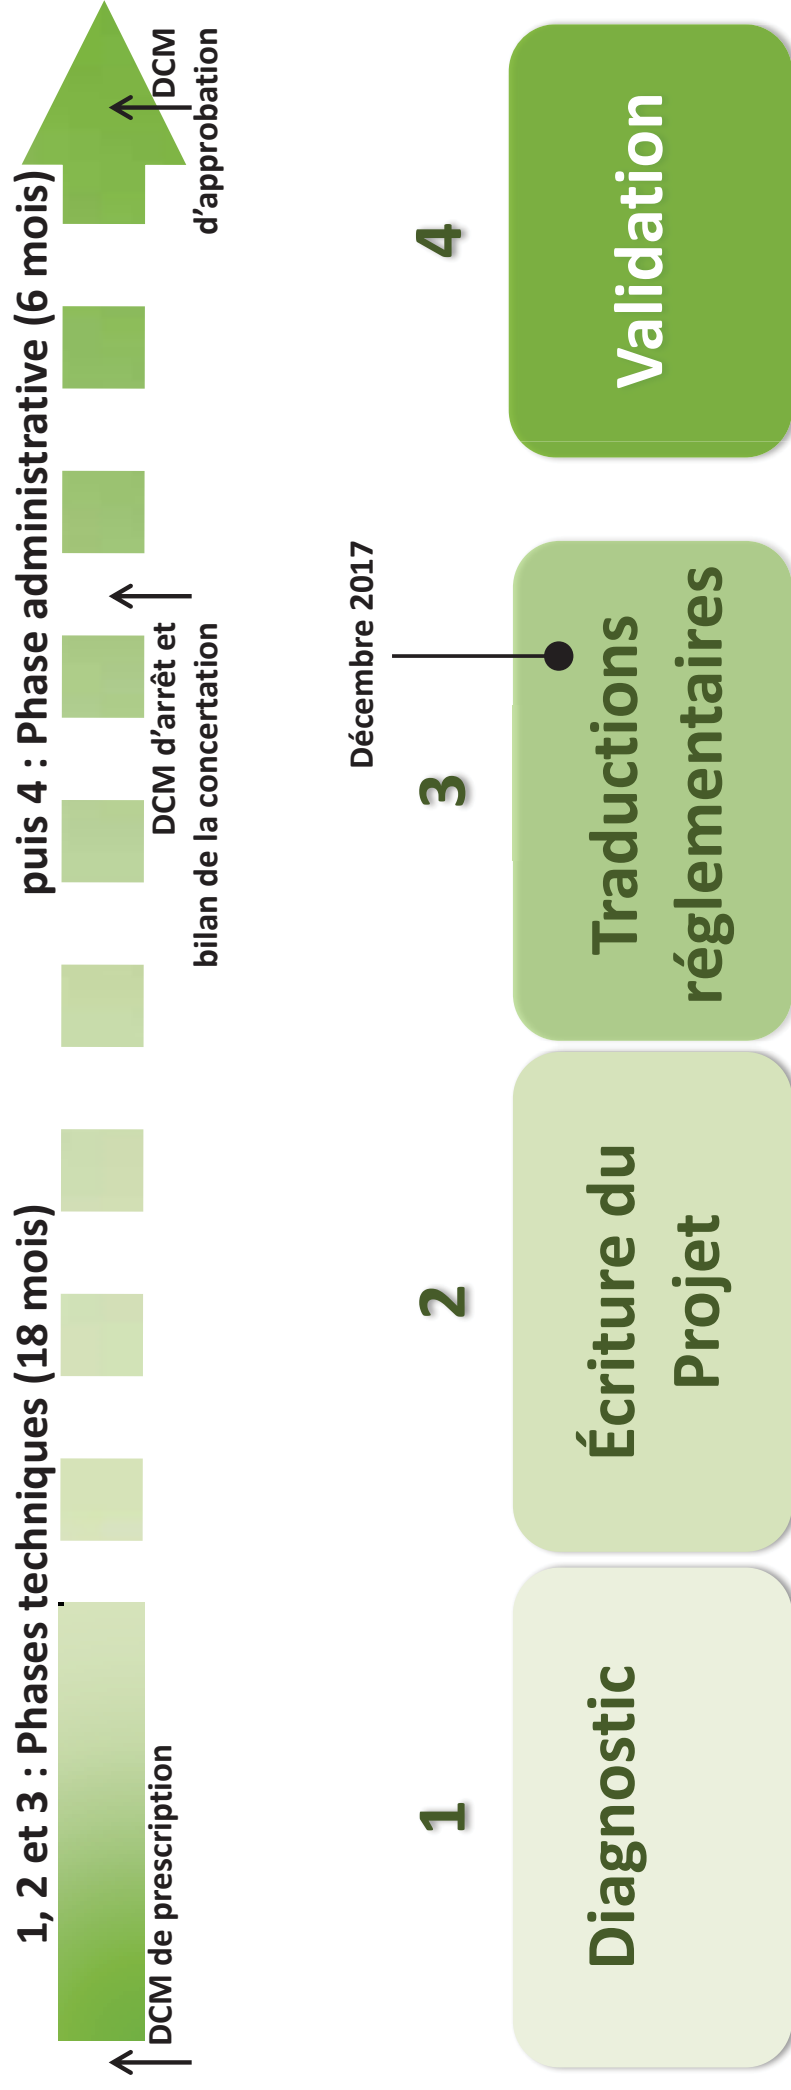 1, 2 et 3 : Phases techniques (18 mois)
puis 4 : Phase administrative (6 mois)
DCM de prescription
DCM d'arrêt et
bilan de la concertation
DCM
d'approbation
Décembre 2017
1
2
3
4
Diagnostic
Écriture du
Projet
Traductions
réglementaires
Validation